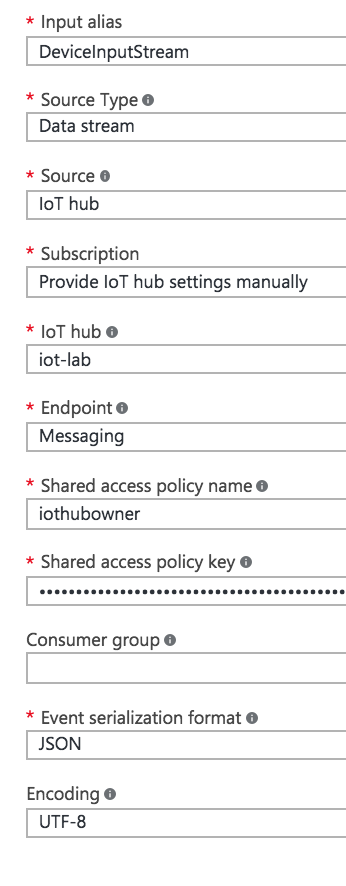 * Input alias
DeviceInputStream
* Source Type
Data stream
* Source
IoT hub
* Subscription
Provide IoT hub settings manually
* IoT hub
iot-lab
* Endpoint
Messaging
* Shared access policy name
iothubowner
* Shared access policy key
Consumer group
* Event serialization format
JSON
Encoding
UTF-8